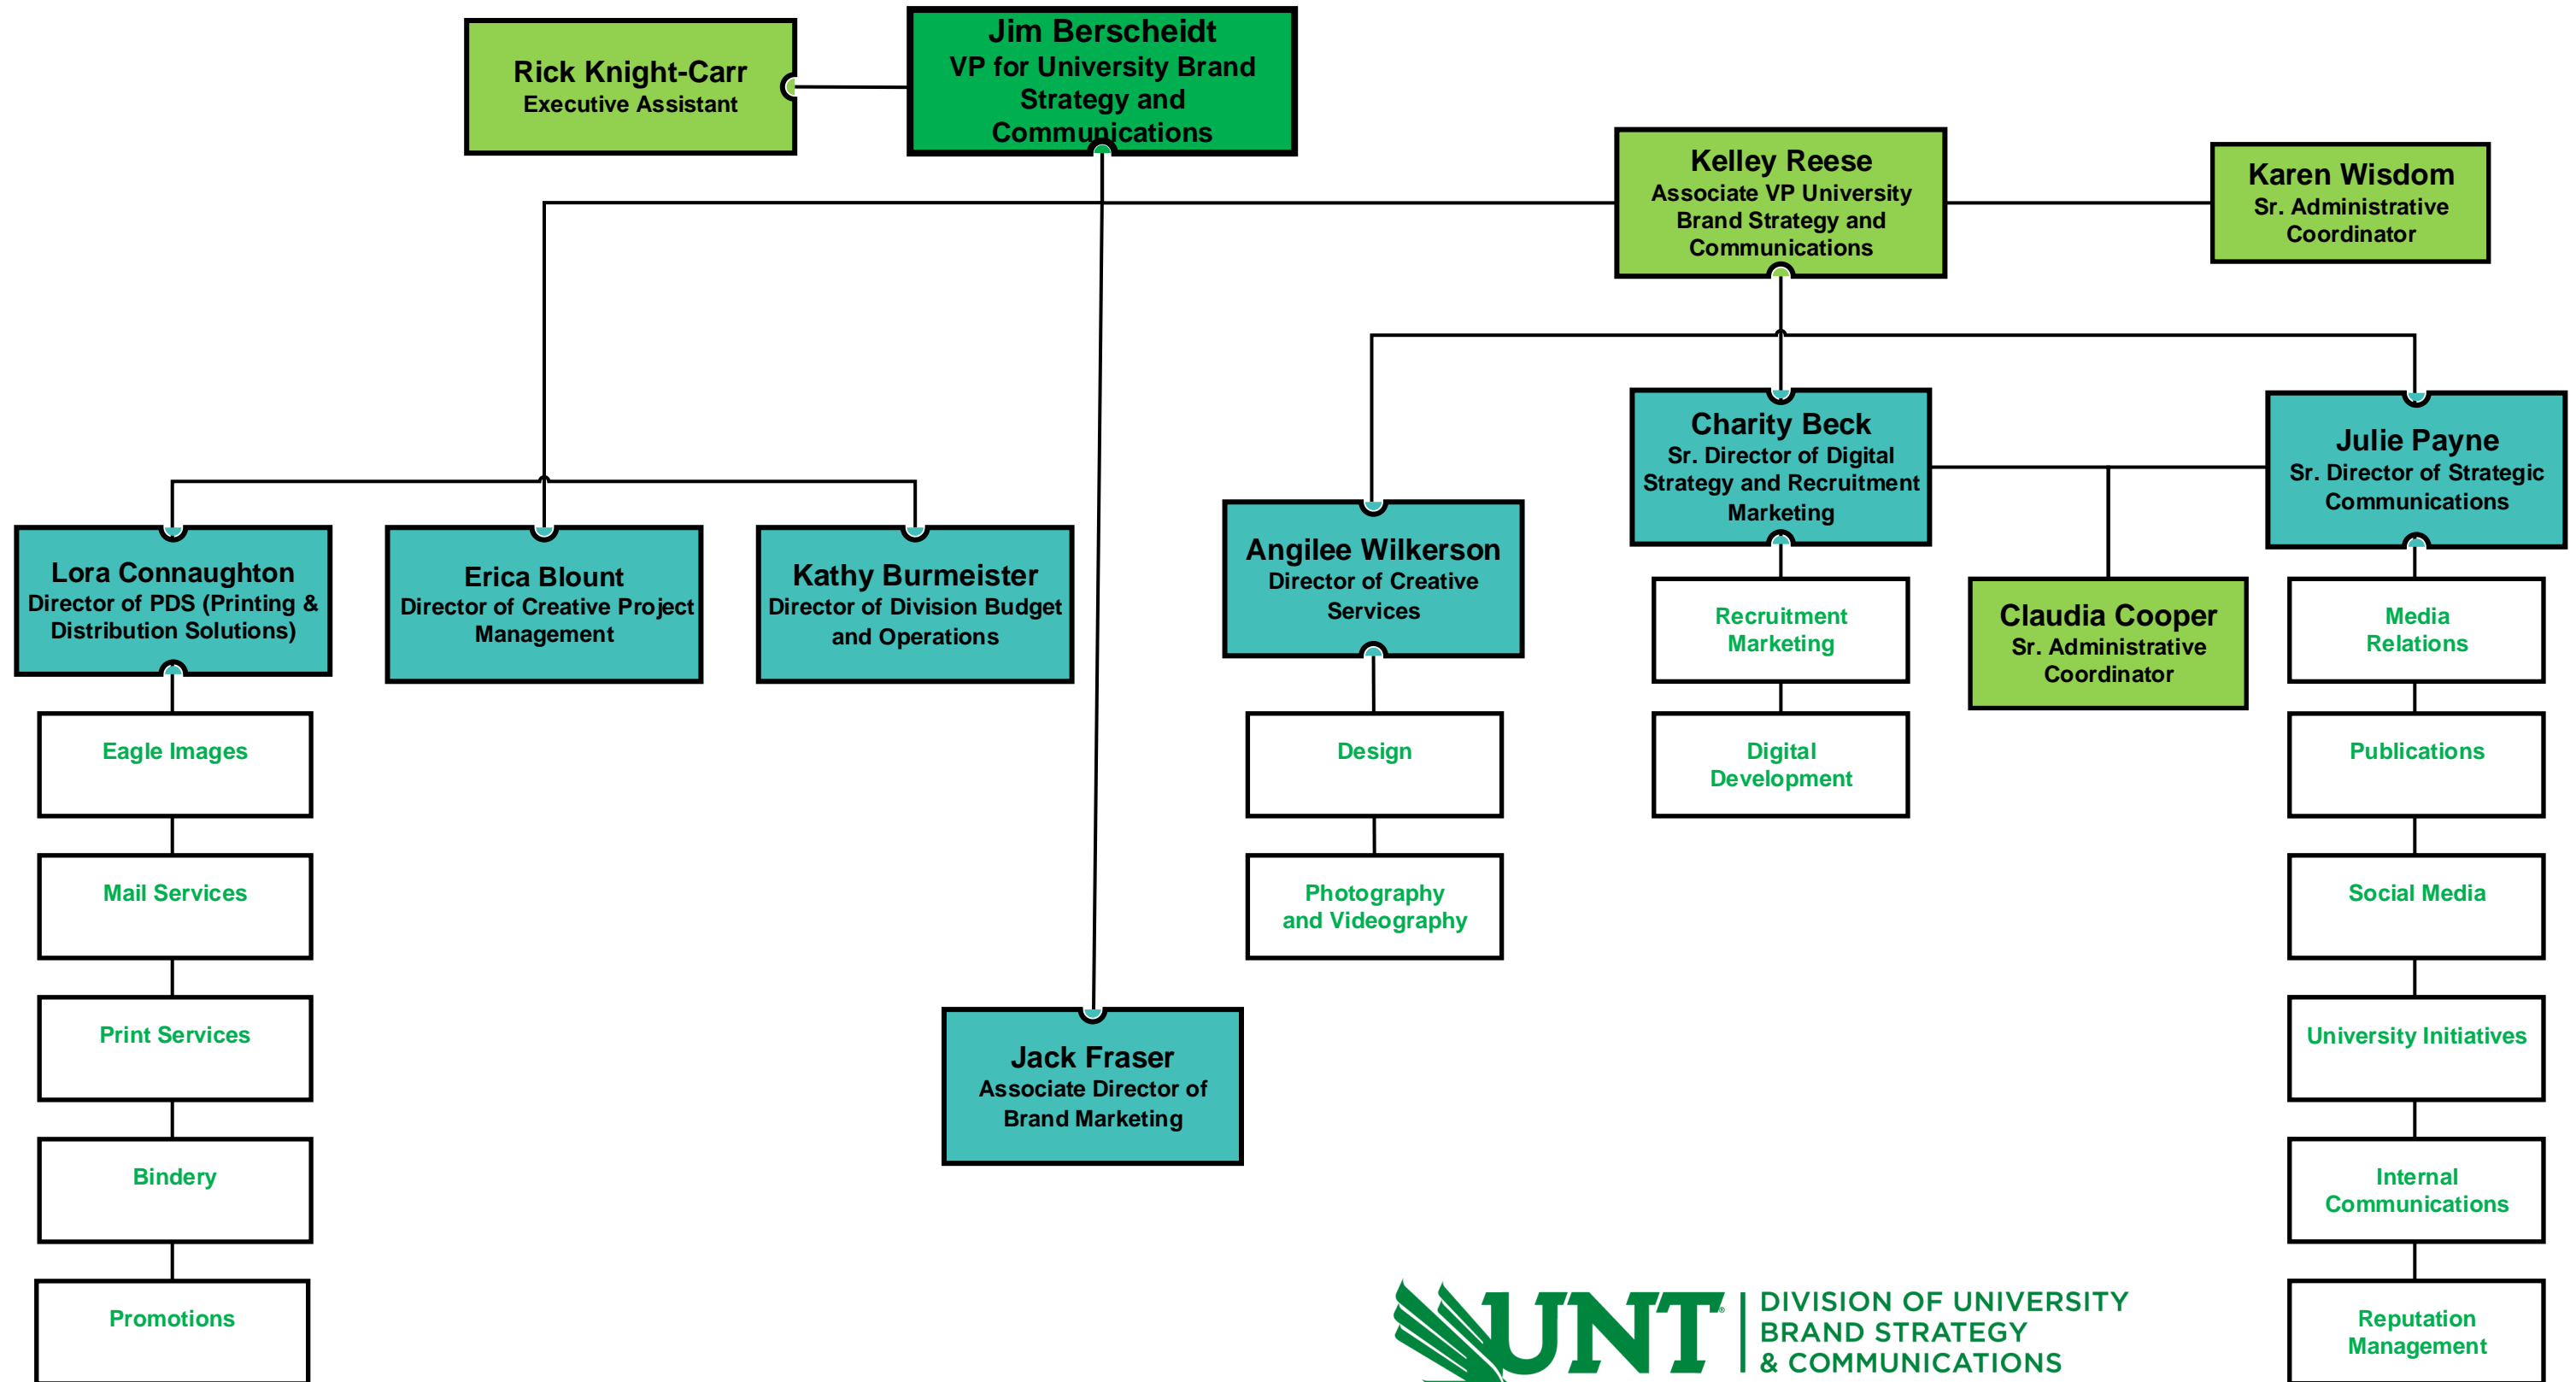 Jim Berscheidt
VP for University Brand
Strategy and
Communications
Rick Knight-Carr
Executive Assistant
Kelley Reese
Associate VP University
Brand Strategy and
Communications
Karen Wisdom
Sr. Administrative
Coordinator
Lora Connaughton
Director of PDS (Printing &
Distribution Solutions)
Eagle Images
Mail Services
Print Services
Bindery
Promotions
Erica Blount
Director of Creative Project
Management
Kathy Burmeister
Director of Division Budget
and Operations
Jack Fraser
Associate Director of
Brand Marketing
Angilee Wilkerson
Director of Creative
Services
Design
Photography
and Videography
Charity Beck
Sr. Director of Digital
Strategy and Recruitment
Marketing
Recruitment
Marketing
Digital
Development
Claudia Cooper
Sr. Administrative
Coordinator
Julie Payne
Sr. Director of Strategic
Communications
Media
Relations
Publications
Social Media
University Initiatives
Internal
Communications
Reputation
Management
UNT®
DIVISION OF UNIVERSITY
BRAND STRATEGY
& COMMUNICATIONS